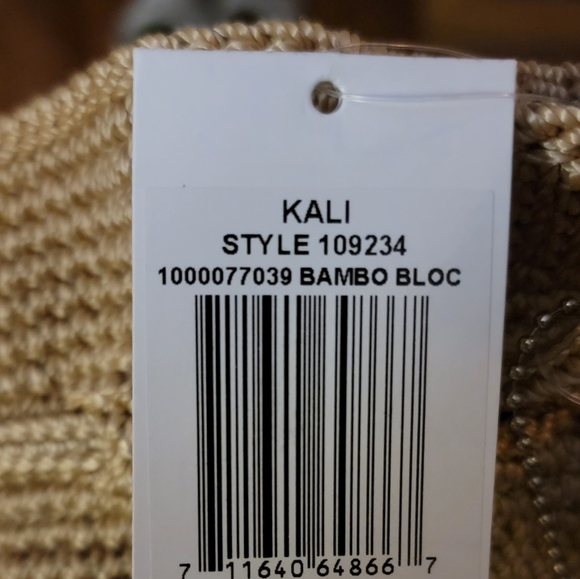 KALI
STYLE 109234
1000077039 BAMBO BLOC
7 11640 64866 7